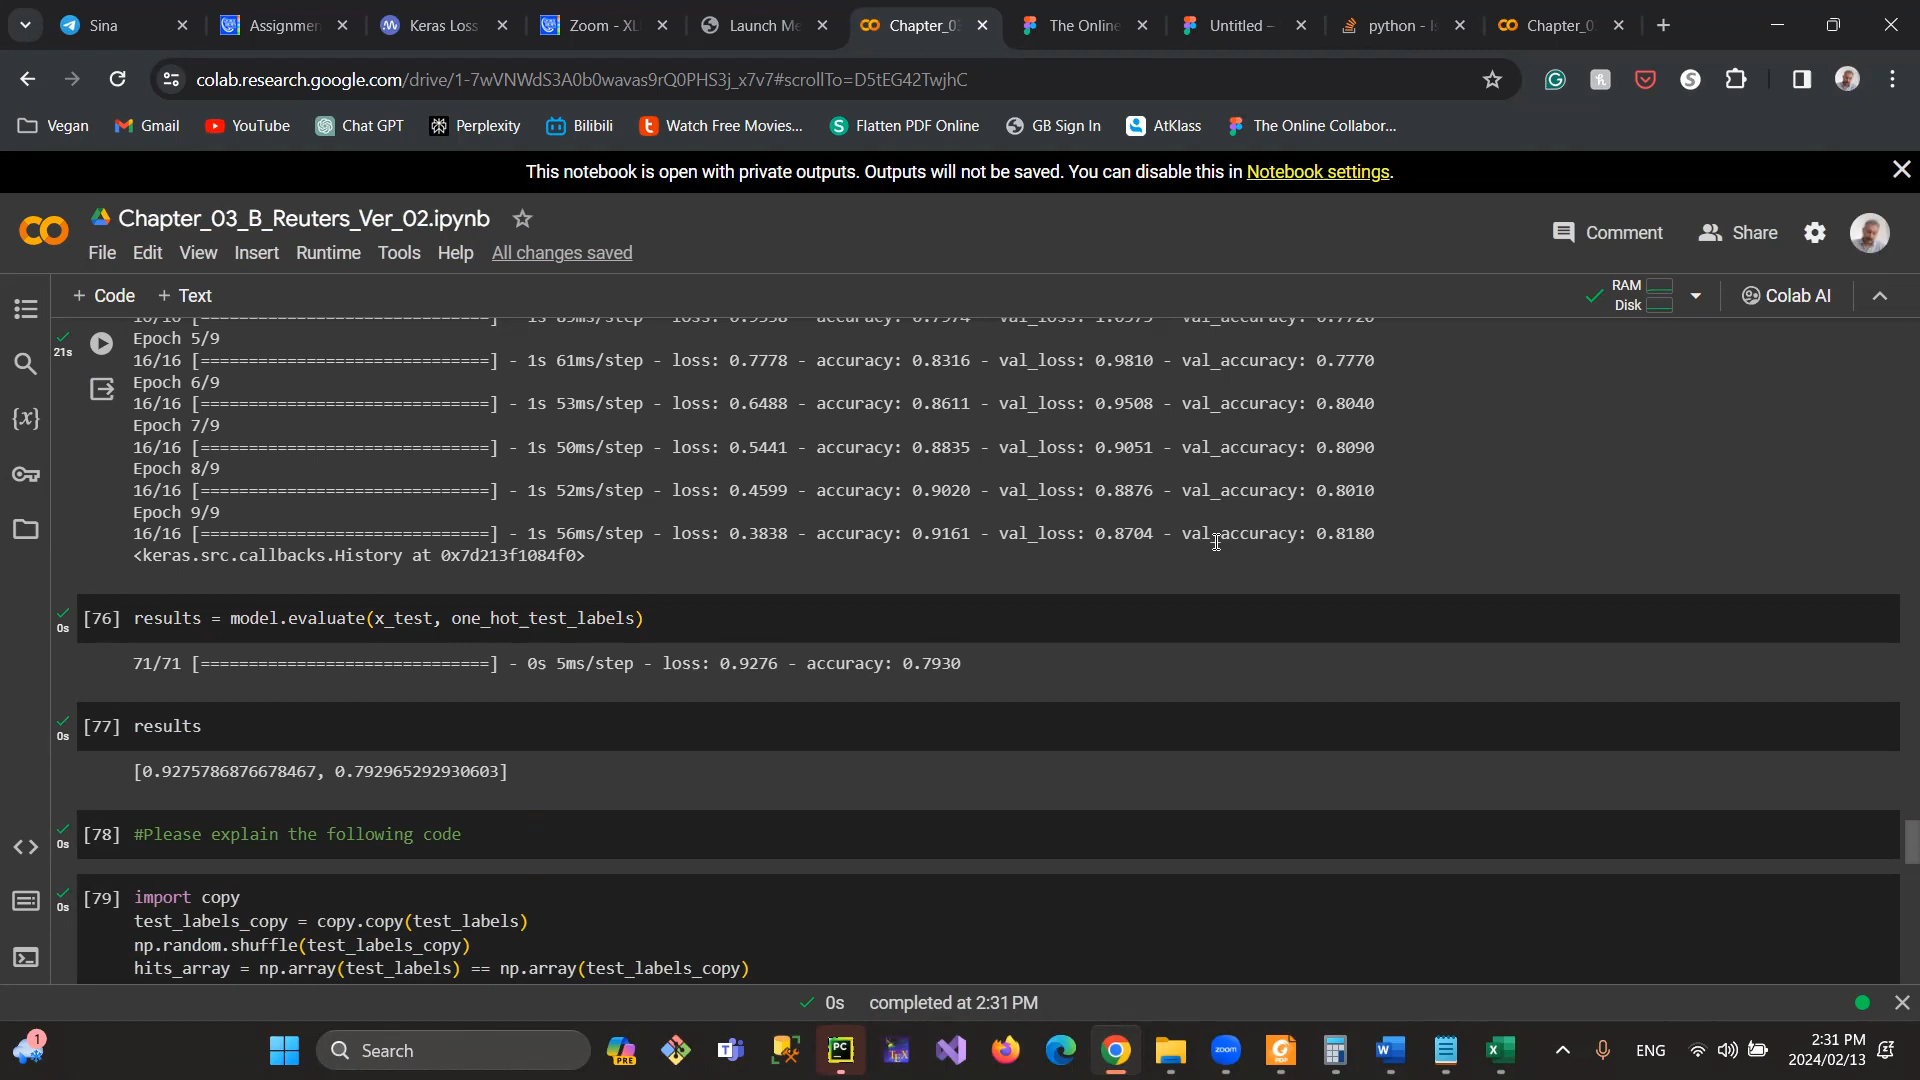 Sina
Assignmen
Keras Loss
Zoom - XL
Launch Me
Chapter_0
The Online
Untitled –
python - Is
Chapter_0
colab.research.google.com/drive/1-7wVNWdS3A0b0wavas9rQ0PHS3j_x7v7#scrollTo=D5tEG42TwjhC
Vegan Gmail YouTube Chat GPT Perplexity Bilibili Watch Free Movies... Flatten PDF Online GB Sign In AtKlass The Online Collabor...
This notebook is open with private outputs. Outputs will not be saved. You can disable this in Notebook settings.
Chapter_03_B_Reuters_Ver_02.ipynb
Comment Share
File Edit View Insert Runtime Tools Help All changes saved
+ Code + Text
RAM
Disk
Colab AI
21s
Epoch 5/9
16/16 [==============================] - 1s 61ms/step - loss: 0.7778 - accuracy: 0.8316 - val_loss: 0.9810 - val_accuracy: 0.7770
Epoch 6/9
16/16 [==============================] - 1s 53ms/step - loss: 0.6488 - accuracy: 0.8611 - val_loss: 0.9508 - val_accuracy: 0.8040
Epoch 7/9
16/16 [==============================] - 1s 50ms/step - loss: 0.5441 - accuracy: 0.8835 - val_loss: 0.9051 - val_accuracy: 0.8090
Epoch 8/9
16/16 [==============================] - 1s 52ms/step - loss: 0.4599 - accuracy: 0.9020 - val_loss: 0.8876 - val_accuracy: 0.8010
Epoch 9/9
16/16 [==============================] - 1s 56ms/step - loss: 0.3838 - accuracy: 0.9161 - val_loss: 0.8704 - val_accuracy: 0.8180
<keras.src.callbacks.History at 0x7d213f1084f0>
0s [76] results = model.evaluate(x_test, one_hot_test_labels)
71/71 [==============================] - 0s 5ms/step - loss: 0.9276 - accuracy: 0.7930
0s [77] results
[0.9275786876678467, 0.792965292930603]
0s [78] #Please explain the following code
0s [79] import copy
test_labels_copy = copy.copy(test_labels)
np.random.shuffle(test_labels_copy)
hits_array = np.array(test_labels) == np.array(test_labels_copy)
0s completed at 2:31 PM
1
Search
PRE
PC
TEX
zoom
ENG
2:31 PM
2024/02/13